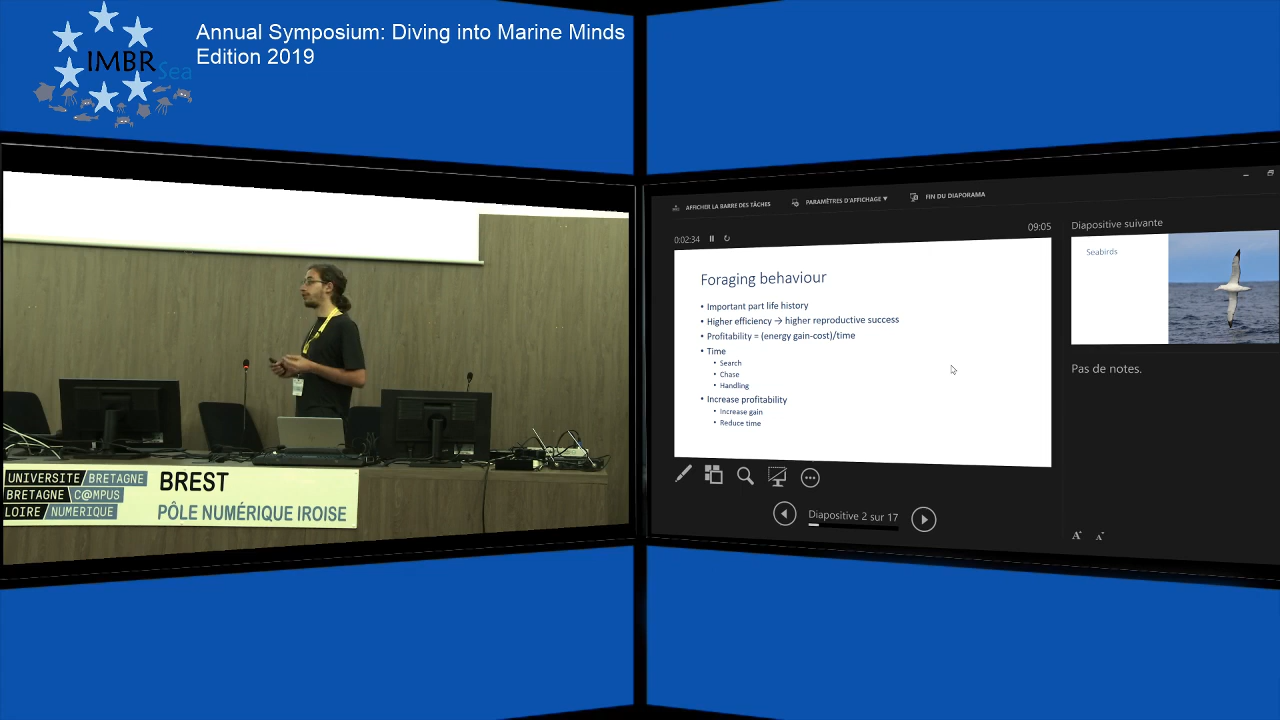 Annual Symposium: Diving into Marine Minds
Edition 2019
IMBRSea
UNIVERSITE/BRETAGNE
BRETAGNE\C@MPUS
LOIRE/NUMERIQUE
BREST
PÔLE NUMÉRIQUE IROISE
AFFICHER LA BARRE DES TÂCHES
PARAMÈTRES D'AFFICHAGE
FIN DU DIAPORAMA
0:02:34
09:05
Foraging behaviour
• Important part life history
• Higher efficiency → higher reproductive success
• Profitability = (energy gain-cost)/time
• Time
• Search
• Chase
• Handling
• Increase profitability
• Increase gain
• Reduce time
Diapositive 2 sur 17
Diapositive suivante
Seabirds
Pas de notes.
A A